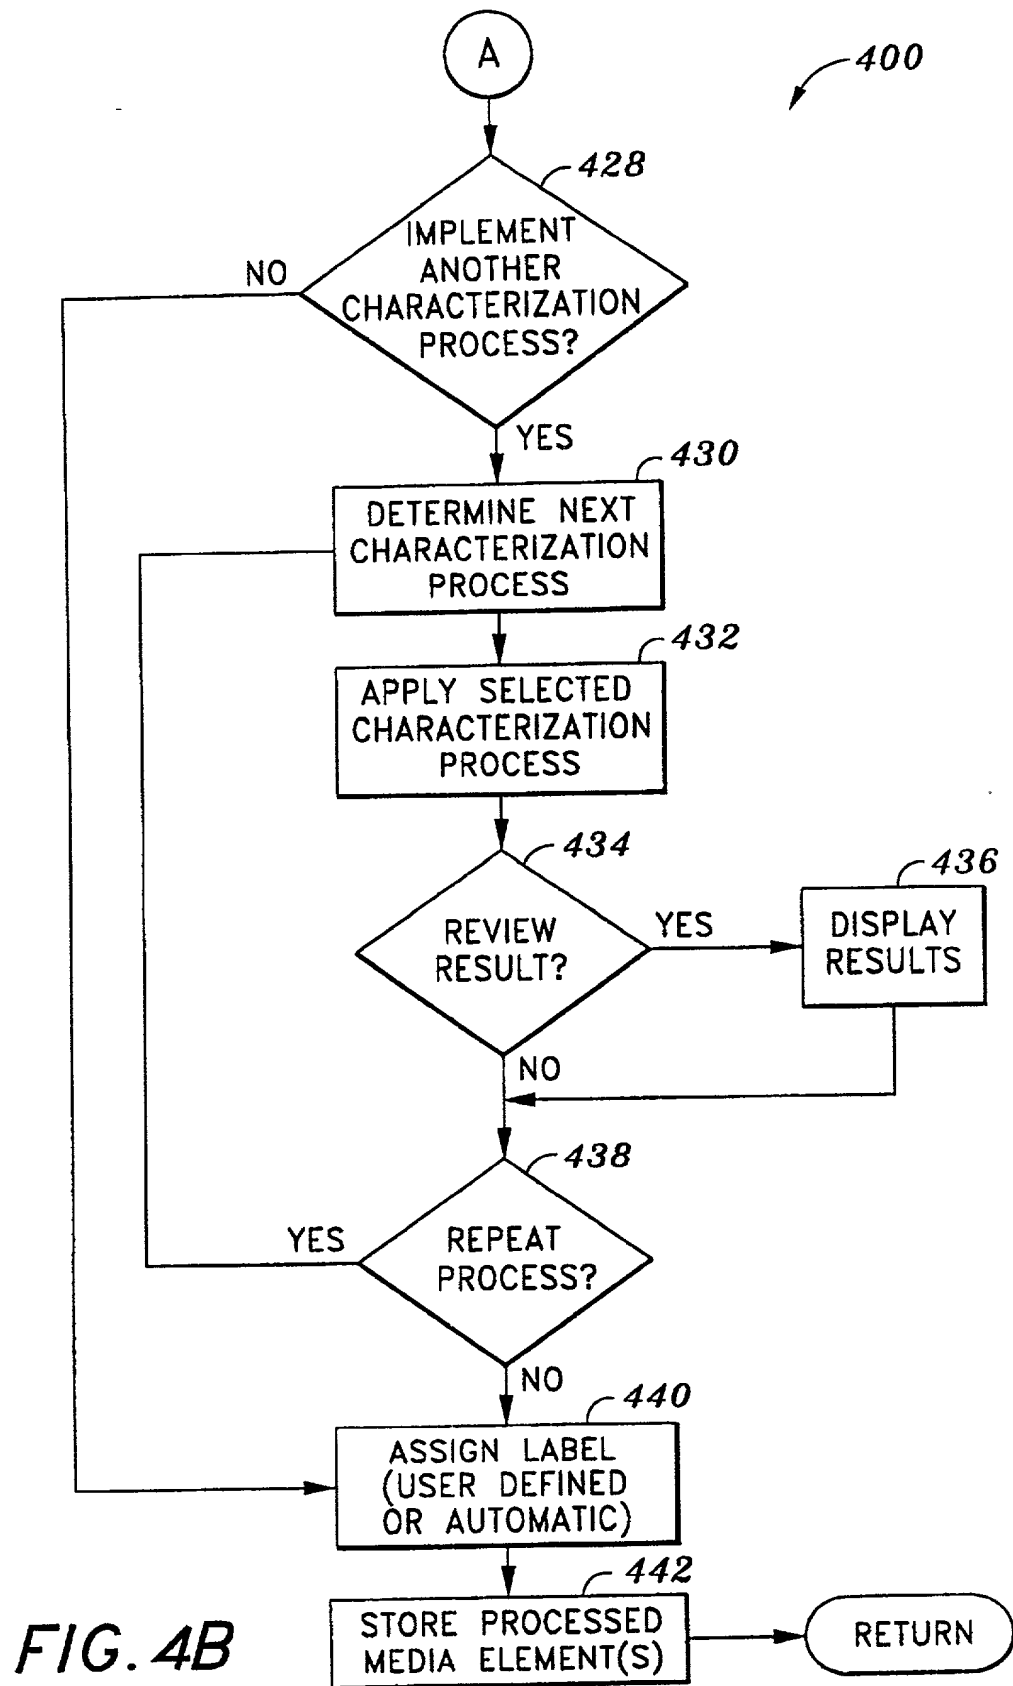 A
400
428
IMPLEMENT
ANOTHER
CHARACTERIZATION
PROCESS?
NO
YES
430
DETERMINE NEXT
CHARACTERIZATION
PROCESS
432
APPLY SELECTED
CHARACTERIZATION
PROCESS
434
REVIEW
RESULT?
YES
436
DISPLAY
RESULTS
NO
438
YES
REPEAT
PROCESS?
NO
440
ASSIGN LABEL
(USER DEFINED
OR AUTOMATIC)
442
STORE PROCESSED
MEDIA ELEMENT(S)
RETURN
FIG. 4B